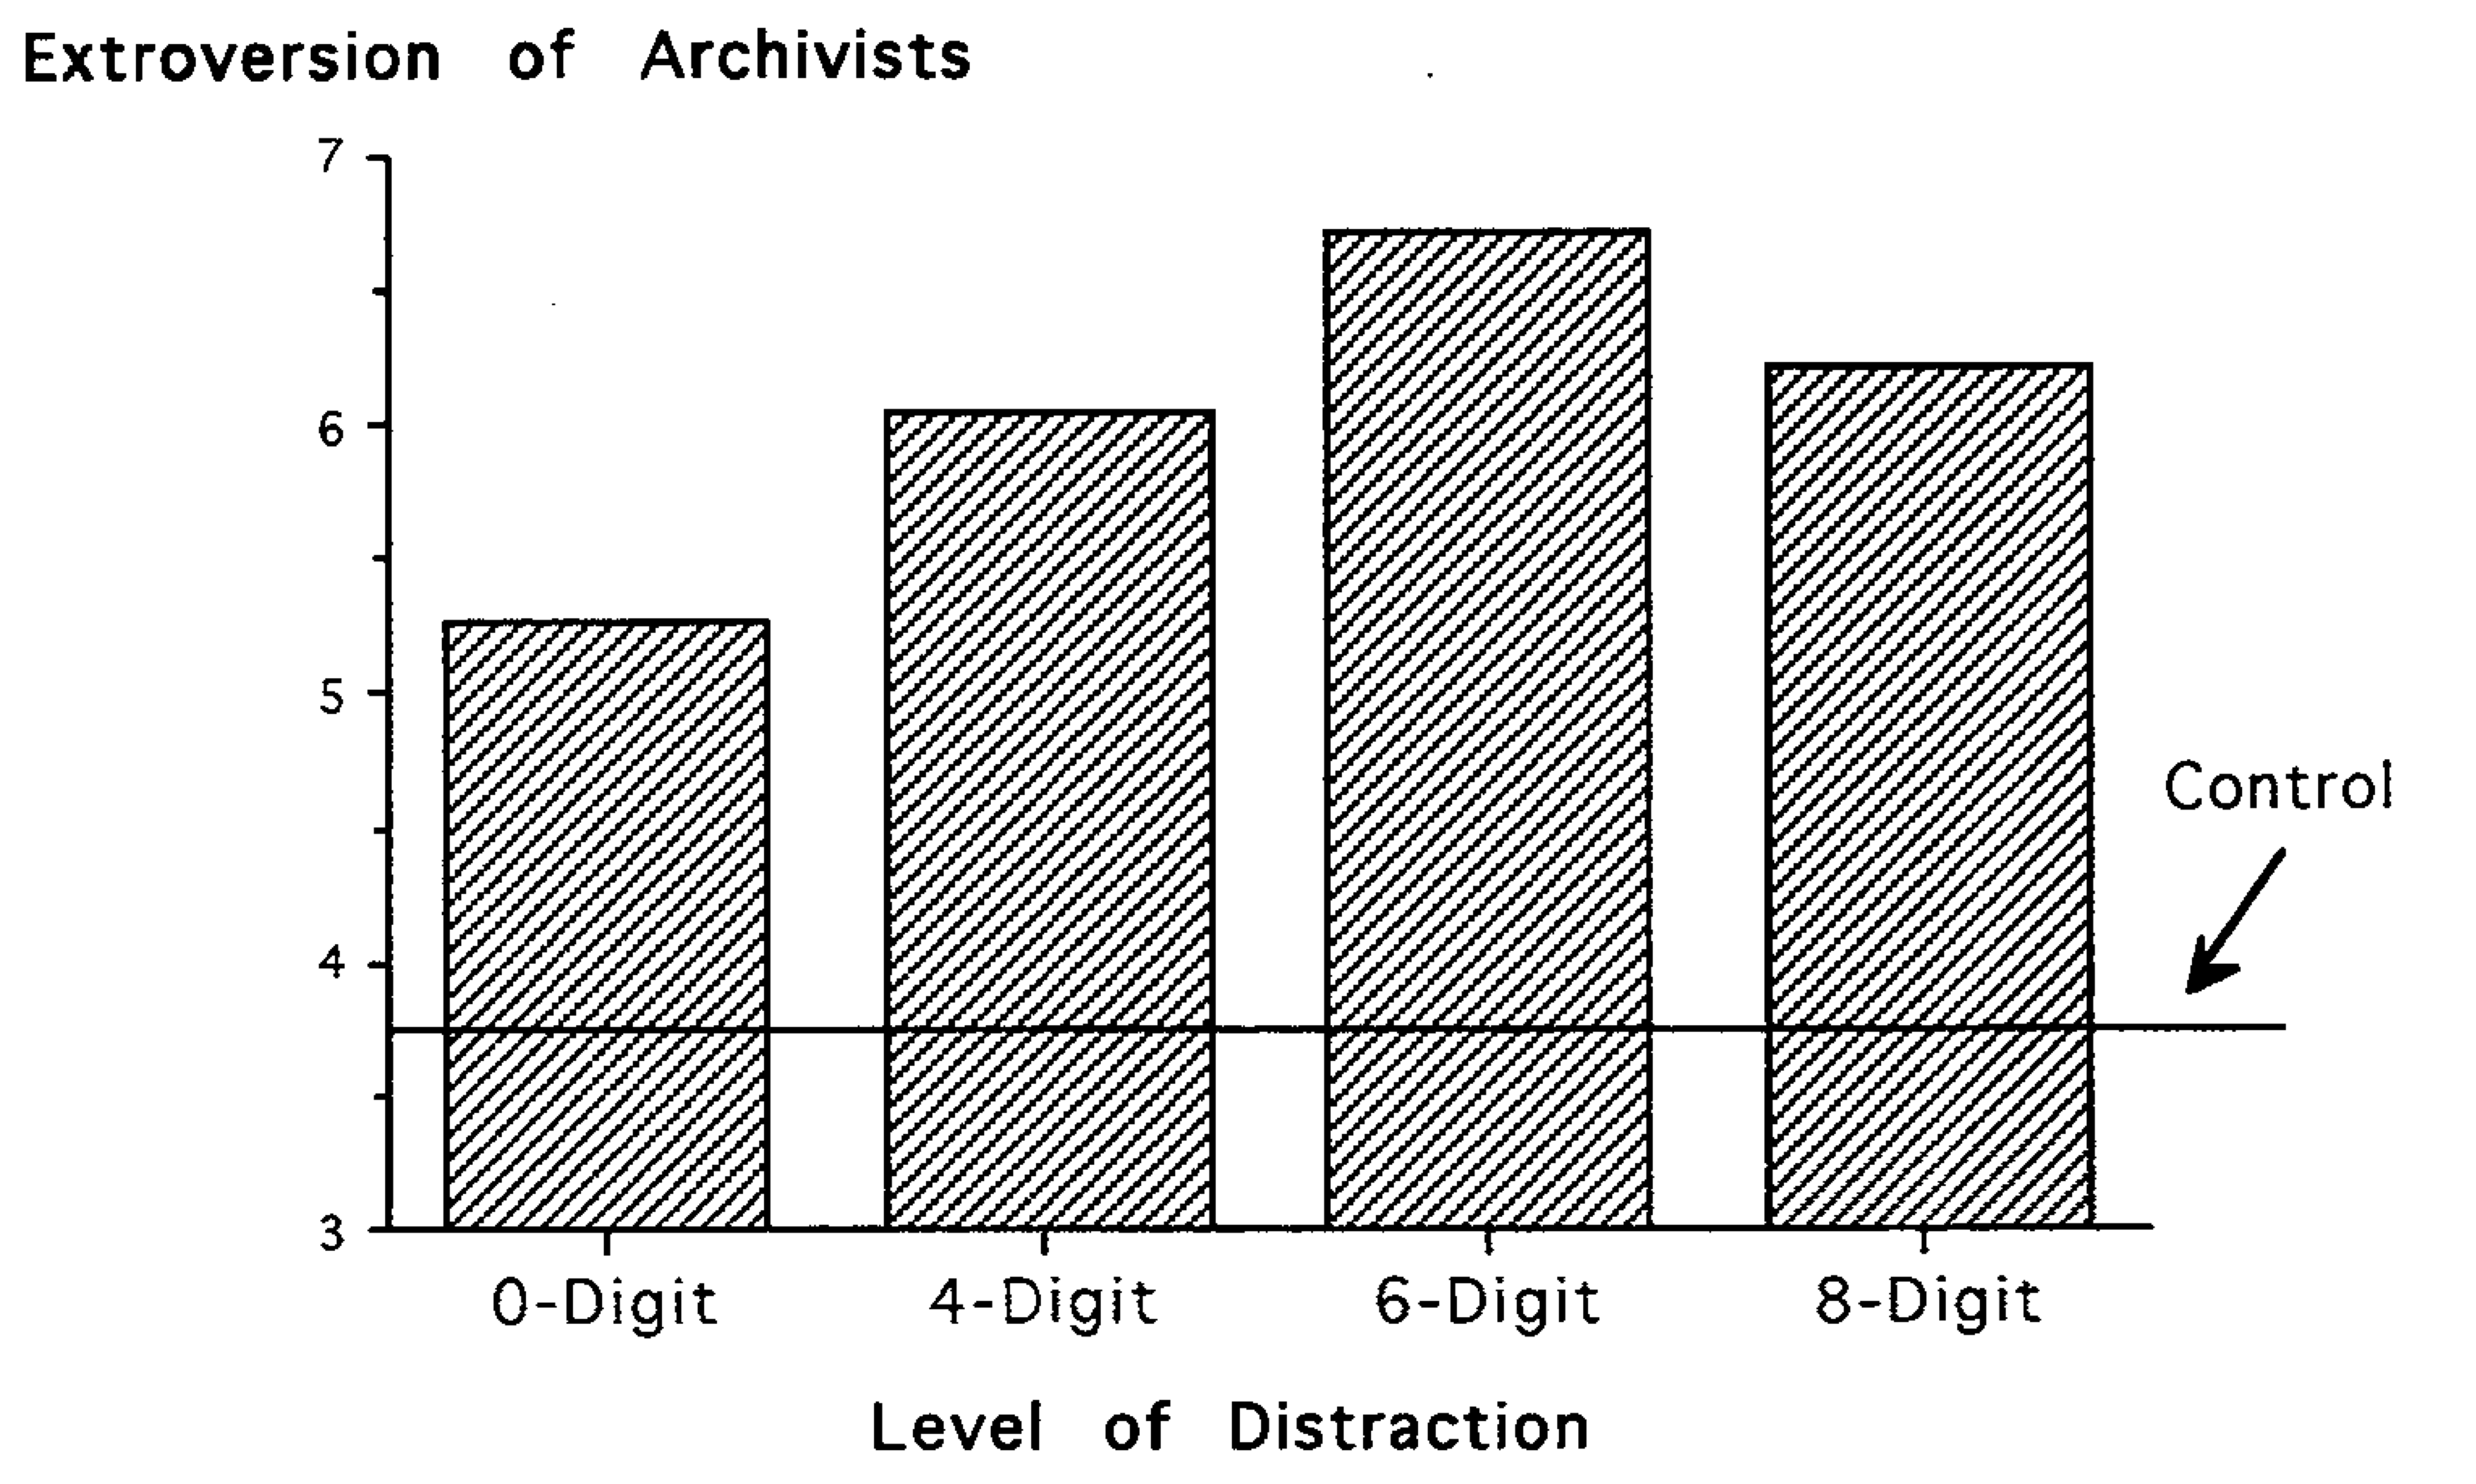 Extroversion of Archivists
7
6
5
4
3
Control
0-Digit 4-Digit 6-Digit 8-Digit
Level of Distraction